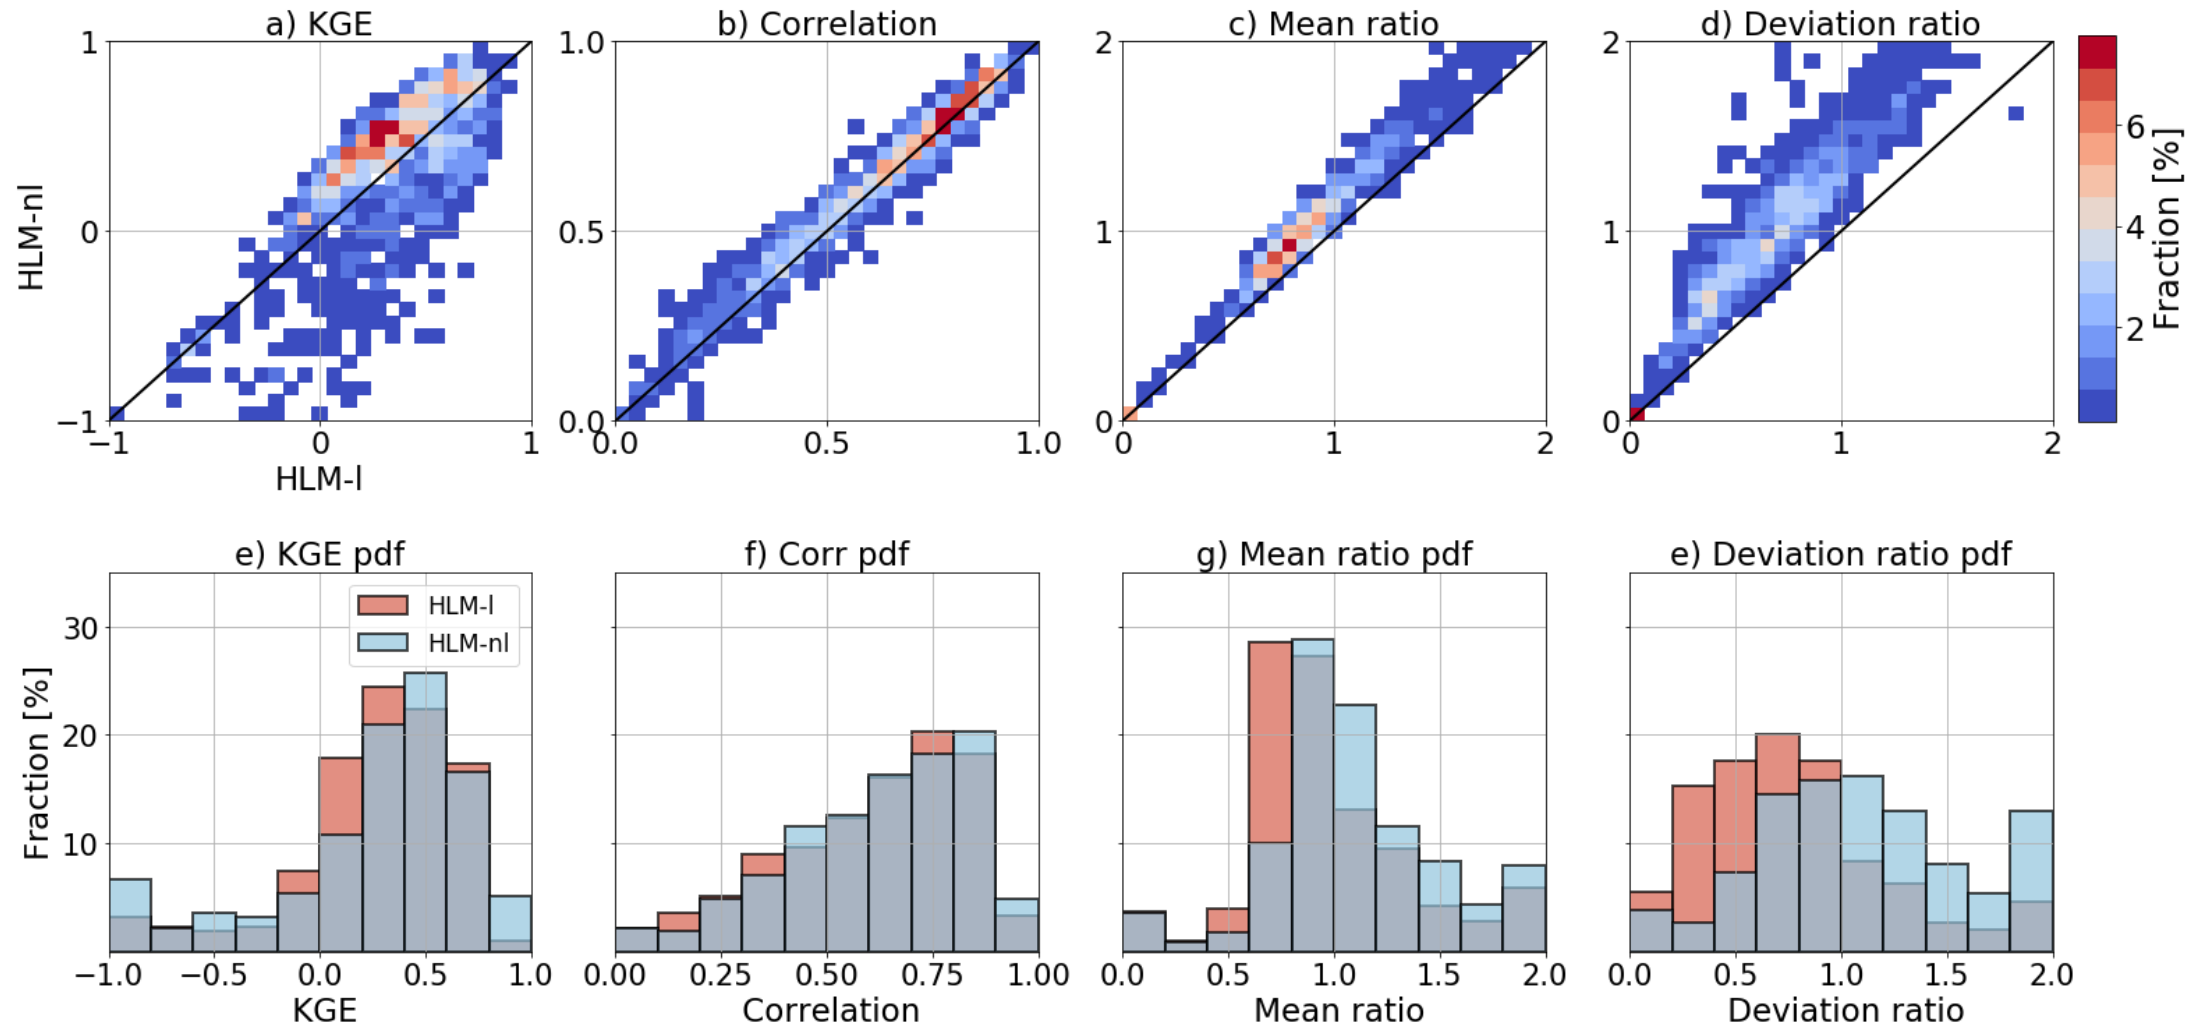 a) KGE
b) Correlation
c) Mean ratio
d) Deviation ratio
1
0
−1
HLM-nl
−1
0
1
HLM-l
1.0
0.5
0.0
0.0
0.5
1.0
2
1
0
0
1
2
2
1
0
0
1
2
6
4
2
Fraction [%]
e) KGE pdf
f) Corr pdf
g) Mean ratio pdf
e) Deviation ratio pdf
HLM-l
HLM-nl
30
20
10
Fraction [%]
−1.0
−0.5
0.0
0.5
1.0
KGE
0.00
0.25
0.50
0.75
1.00
Correlation
0.0
0.5
1.0
1.5
2.0
Mean ratio
0.0
0.5
1.0
1.5
2.0
Deviation ratio